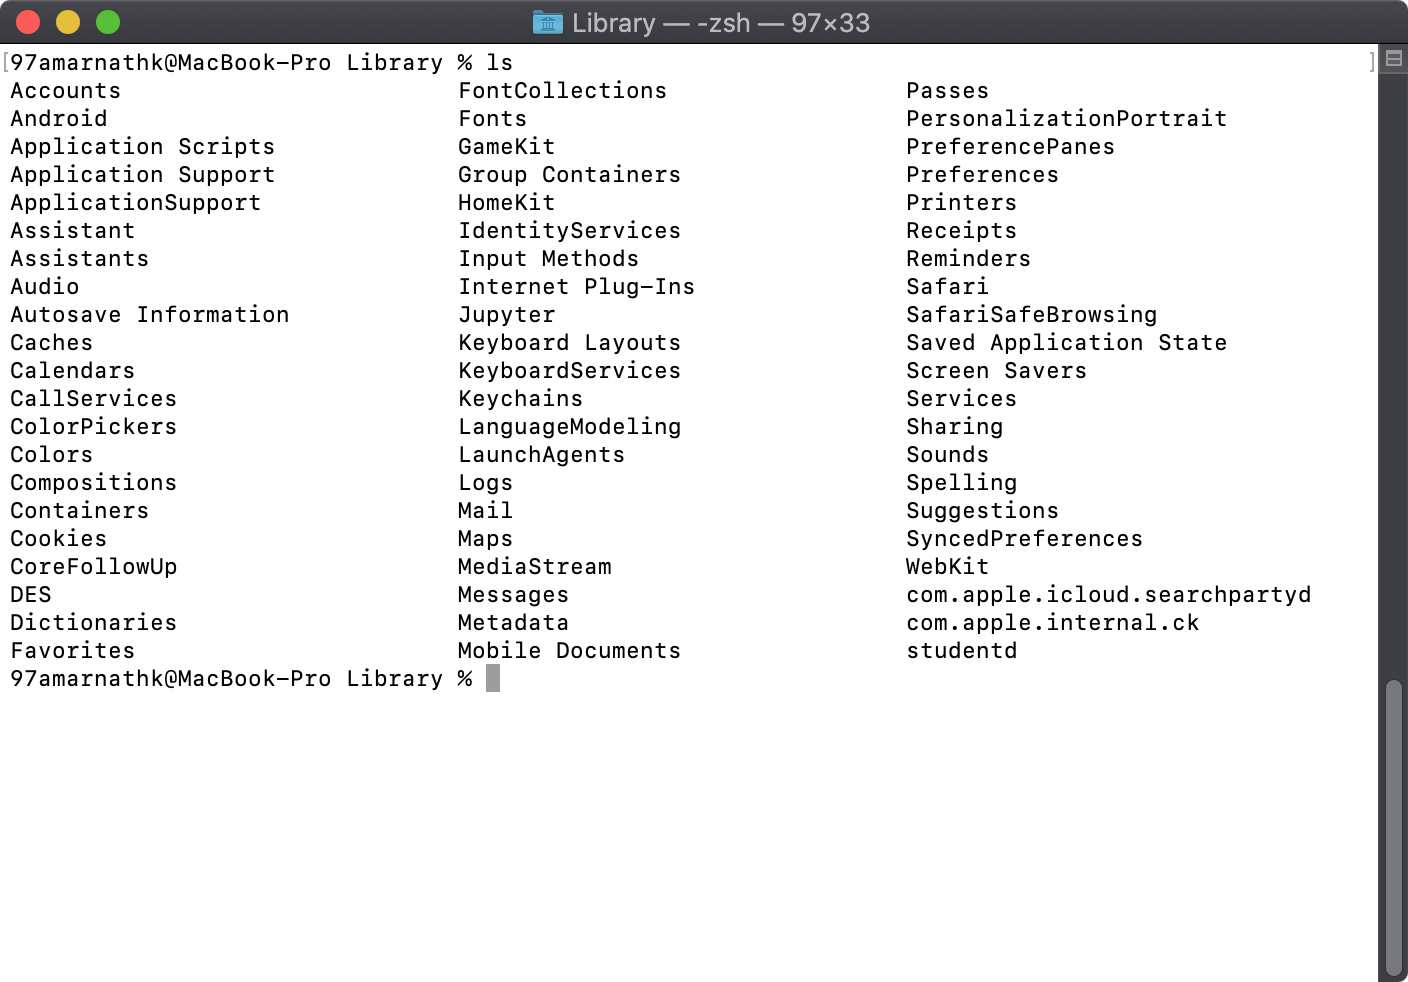 Library — -zsh — 97×33
[97amarnathk@MacBook-Pro Library % ls ]
Accounts FontCollections Passes
Android Fonts PersonalizationPortrait
Application Scripts GameKit PreferencePanes
Application Support Group Containers Preferences
ApplicationSupport HomeKit Printers
Assistant IdentityServices Receipts
Assistants Input Methods Reminders
Audio Internet Plug-Ins Safari
Autosave Information Jupyter SafariSafeBrowsing
Caches Keyboard Layouts Saved Application State
Calendars KeyboardServices Screen Savers
CallServices Keychains Services
ColorPickers LanguageModeling Sharing
Colors LaunchAgents Sounds
Compositions Logs Spelling
Containers Mail Suggestions
Cookies Maps SyncedPreferences
CoreFollowUp MediaStream WebKit
DES Messages com.apple.icloud.searchpartyd
Dictionaries Metadata com.apple.internal.ck
Favorites Mobile Documents studentd
97amarnathk@MacBook-Pro Library %